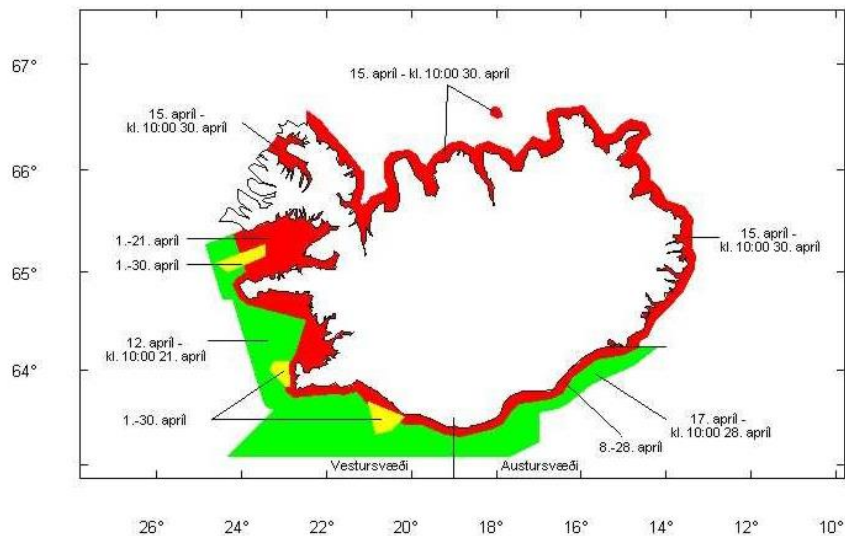 67°
66°
65°
64°
63°
15. apríl - kl. 10:00 30. apríl
15. apríl -
kl. 10:00 30. apríl
15. apríl -
kl. 10:00 30. apríl
1.-21. apríl
1.-30. apríl
12. apríl -
kl. 10:00 21. apríl
1.-30. apríl
17. apríl -
kl. 10:00 28. apríl
8.-28. apríl
Vestursvæði
Austursvæði
26°
24°
22°
20°
18°
16°
14°
12°
10°